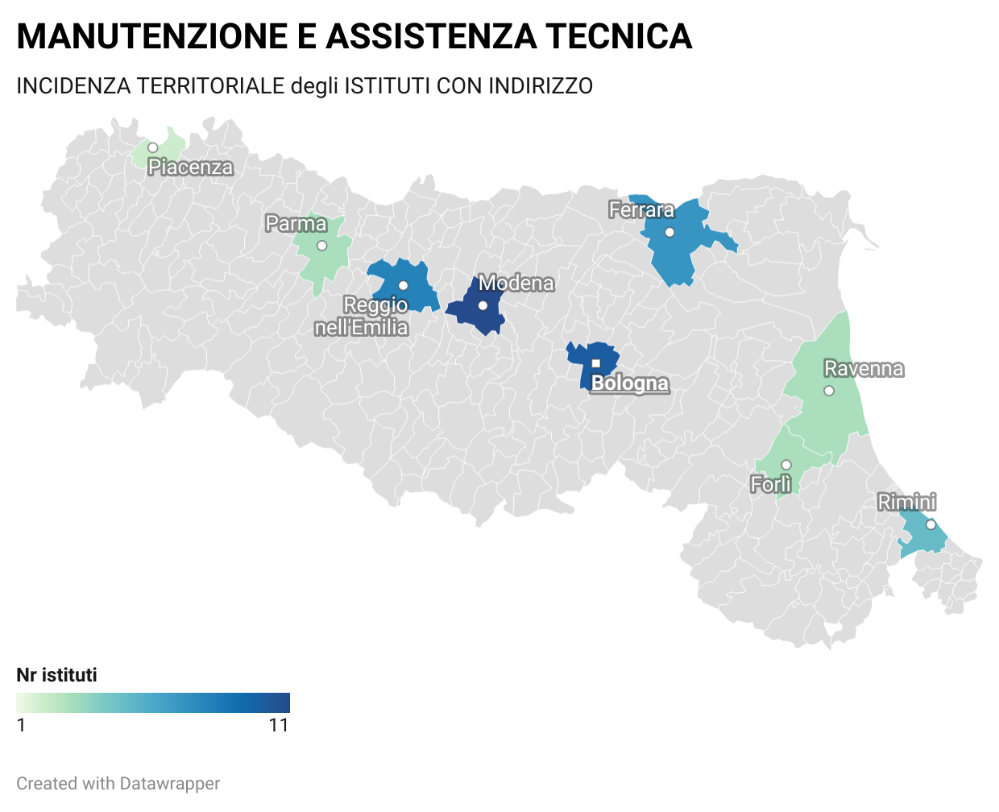 MANUTENZIONE E ASSISTENZA TECNICA
INCIDENZA TERRITORIALE degli ISTITUTI CON INDIRIZZO
Piacenza
Parma
Ferrara
Modena
Reggio
nell'Emilia
Bologna
Ravenna
Forlì
Rimini
Nr istituti
1
11
Created with Datawrapper